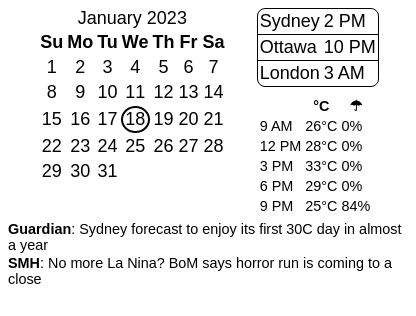 January 2023
Su Mo Tu We Th Fr Sa
1 2 3 4 5 6 7
8 9 10 11 12 13 14
15 16 17 18 19 20 21
22 23 24 25 26 27 28
29 30 31
Sydney 2 PM
Ottawa 10 PM
London 3 AM
°C ☂
9 AM 26°C 0%
12 PM 28°C 0%
3 PM 33°C 0%
6 PM 29°C 0%
9 PM 25°C 84%
Guardian: Sydney forecast to enjoy its first 30C day in almost
a year
SMH: No more La Nina? BoM says horror run is coming to a
close